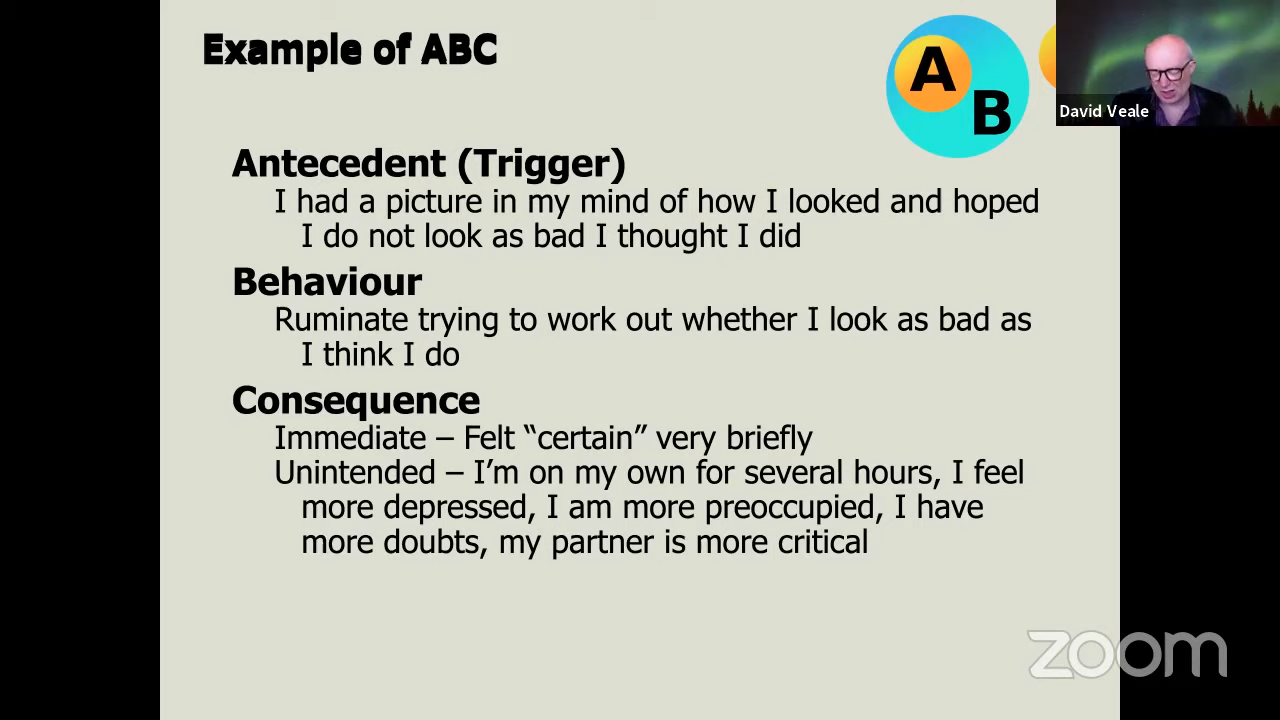 Example of ABC
A
B
David Veale
Antecedent (Trigger)
I had a picture in my mind of how I looked and hoped
I do not look as bad I thought I did
Behaviour
Ruminate trying to work out whether I look as bad as
I think I do
Consequence
Immediate – Felt “certain” very briefly
Unintended – I’m on my own for several hours, I feel
more depressed, I am more preoccupied, I have
more doubts, my partner is more critical
zoom